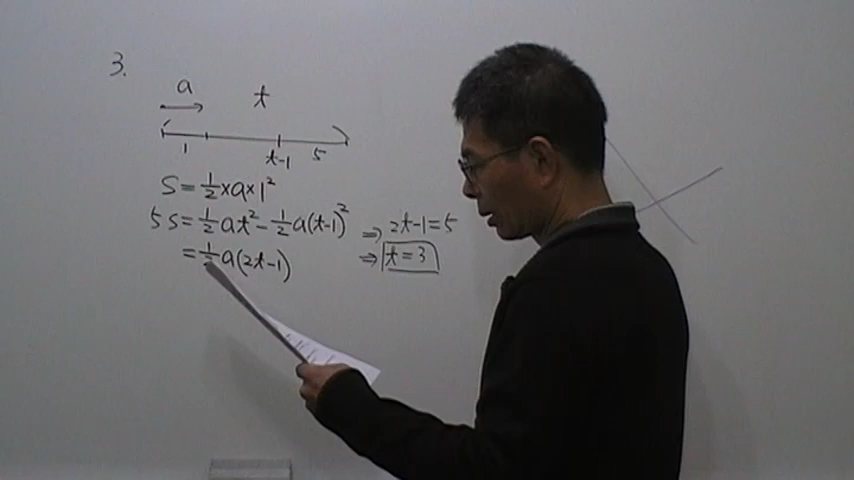 3.
a t
1 t-1 5
S = 1/2 × a × 1²
5S = 1/2 at² - 1/2 a(t-1)² ⇒ 2t-1 = 5
= 1/2 a(2t-1) ⇒ t = 3